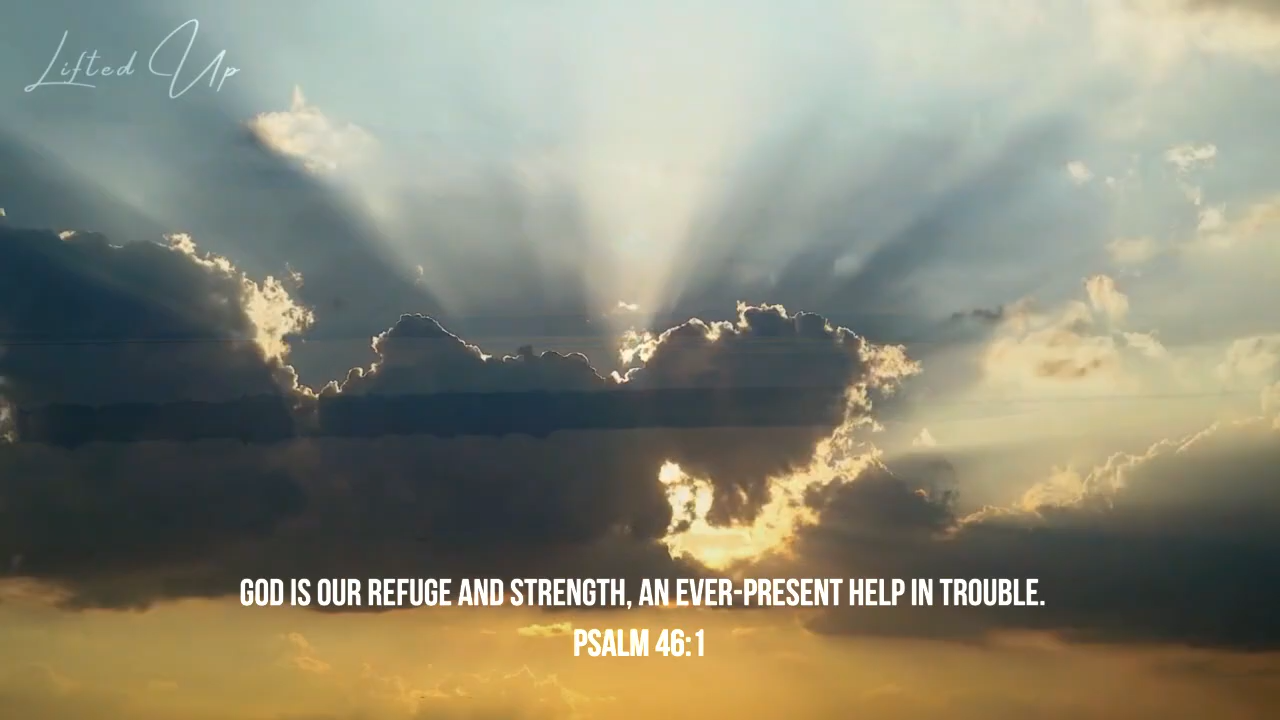 Lifted Up
GOD IS OUR REFUGE AND STRENGTH, AN EVER-PRESENT HELP IN TROUBLE.
PSALM 46:1